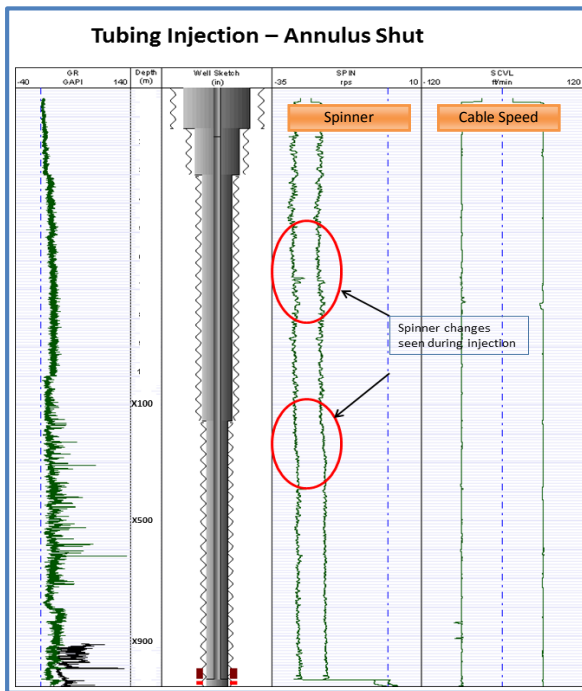 Tubing Injection – Annulus Shut
GR
GAPI
-40
140
Depth
(m)
Well Sketch
(in)
SPIN
rps
-35
10
SCVL
ft/min
-120
120
Spinner
Cable Speed
Spinner changes
seen during injection
X100
X500
X900